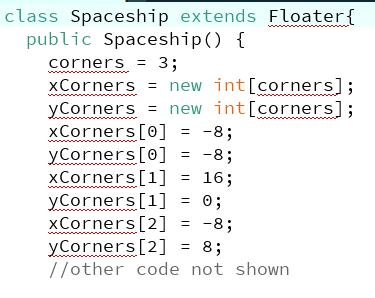 class Spaceship extends Floater{
public Spaceship() {
corners = 3;
xCorners = new int[corners];
yCorners = new int[corners];
xCorners[0] = -8;
yCorners[0] = -8;
xCorners[1] = 16;
yCorners[1] = 0;
xCorners[2] = -8;
yCorners[2] = 8;
//other code not shown